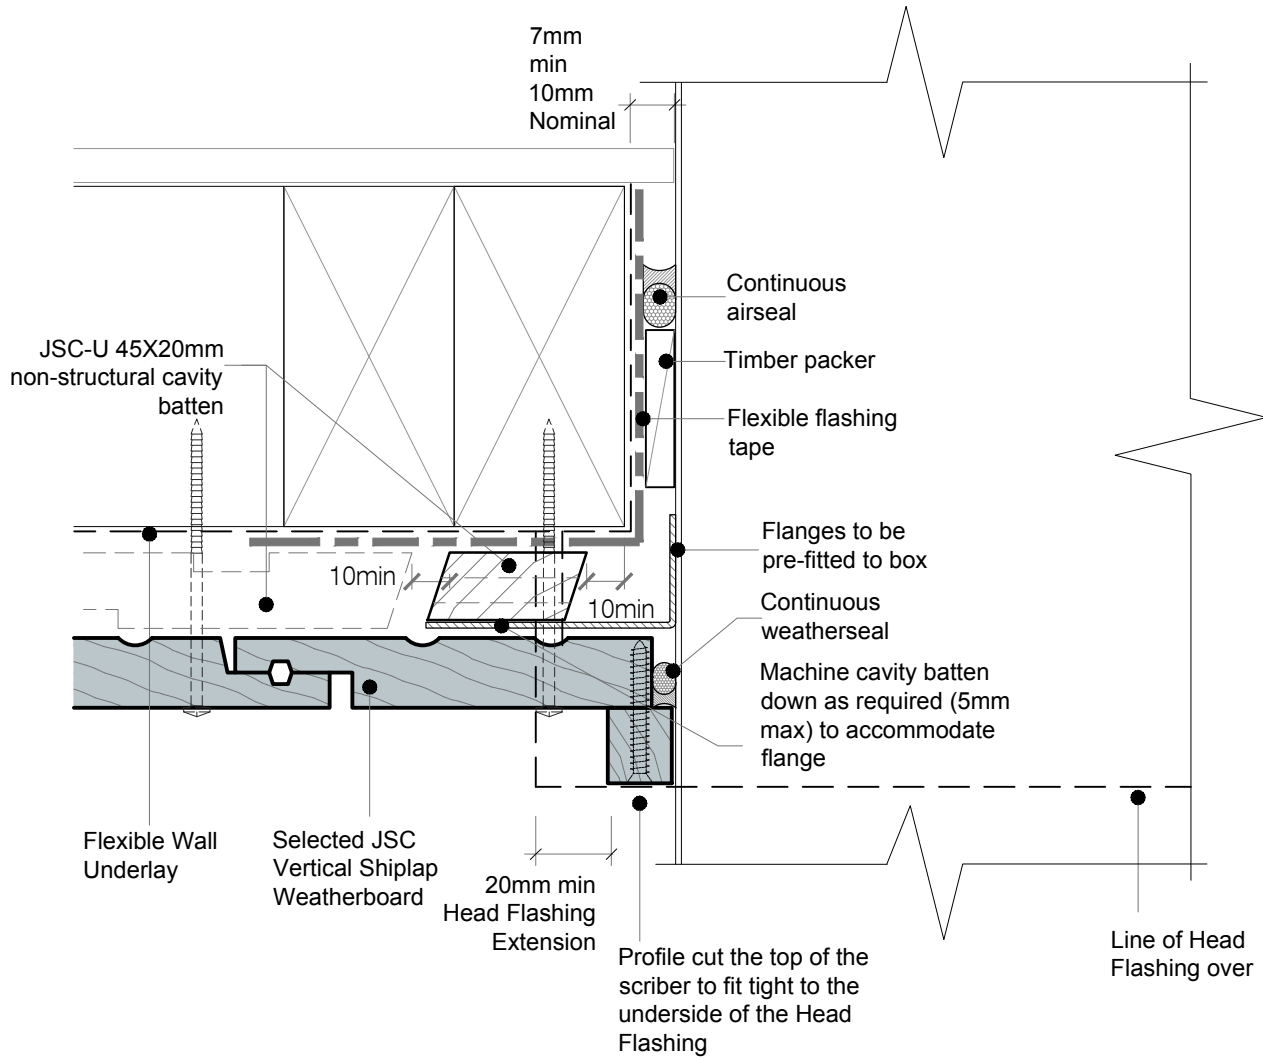 7mm
min
10mm
Nominal
Continuous
airseal
JSC-U 45X20mm
non-structural cavity
batten
Timber packer
Flexible flashing
tape
Flanges to be
pre-fitted to box
10min
10min
Continuous
weatherseal
Machine cavity batten
down as required (5mm
max) to accommodate
flange
Flexible Wall
Underlay
Selected JSC
Vertical Shiplap
Weatherboard
20mm min
Head Flashing
Extension
Profile cut the top of the
scriber to fit tight to the
underside of the Head
Flashing
Line of Head
Flashing over